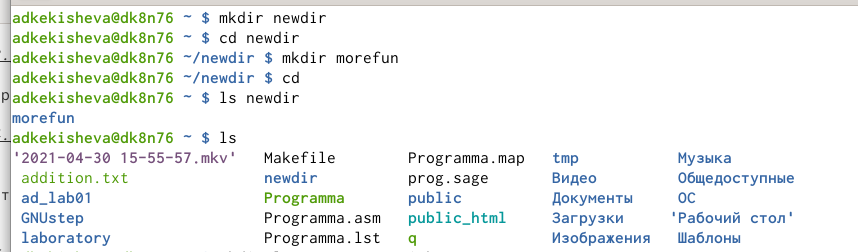 adkekisheva@dk8n76 ~ $ mkdir newdir
adkekisheva@dk8n76 ~ $ cd newdir
adkekisheva@dk8n76 ~/newdir $ mkdir morefun
adkekisheva@dk8n76 ~/newdir $ cd
adkekisheva@dk8n76 ~ $ ls newdir
morefun
adkekisheva@dk8n76 ~ $ ls
'2021-04-30 15-55-57.mkv' Makefile Programma.map tmp Музыка
addition.txt newdir prog.sage Видео Общедоступные
ad_lab01 Programma public Документы ОС
GNUstep Programma.asm public_html Загрузки 'Рабочий стол'
laboratory Programma.lst q Изображения Шаблоны